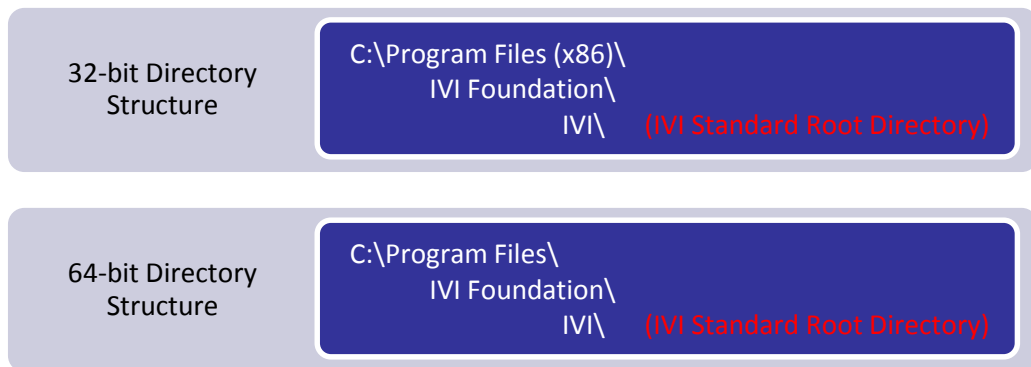 32-bit Directory
Structure
C:\Program Files (x86)\
IVI Foundation\
IVI\ (IVI Standard Root Directory)
64-bit Directory
Structure
C:\Program Files\
IVI Foundation\
IVI\ (IVI Standard Root Directory)